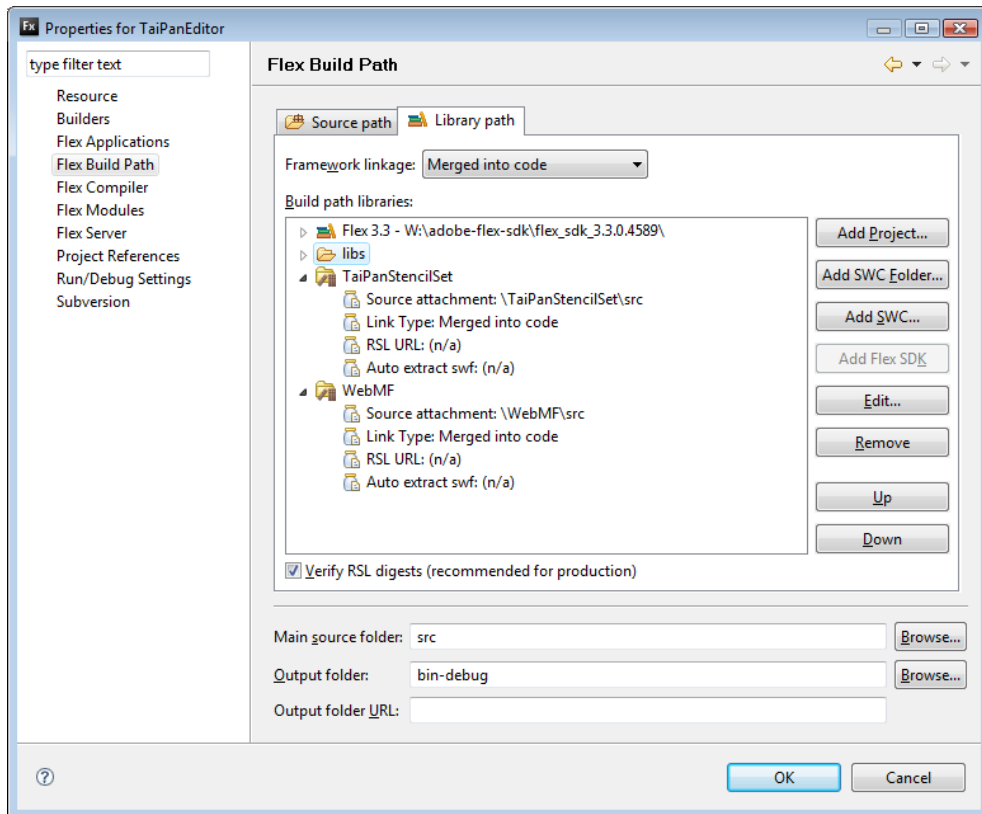 Fx Properties for TaiPanEditor
type filter text
Resource
Builders
Flex Applications
Flex Build Path
Flex Compiler
Flex Modules
Flex Server
Project References
Run/Debug Settings
Subversion
Flex Build Path
Source path
Library path
Framework linkage: Merged into code
Build path libraries:
Flex 3.3 - W:\adobe-flex-sdk\flex_sdk_3.3.0.4589\
libs
TaiPanStencilSet
Source attachment: \TaiPanStencilSet\src
Link Type: Merged into code
RSL URL: (n/a)
Auto extract swf: (n/a)
WebMF
Source attachment: \WebMF\src
Link Type: Merged into code
RSL URL: (n/a)
Auto extract swf: (n/a)
Add Project...
Add SWC Folder...
Add SWC...
Add Flex SDK
Edit...
Remove
Up
Down
Verify RSL digests (recommended for production)
Main source folder: src Browse...
Output folder: bin-debug Browse...
Output folder URL:
? OK Cancel